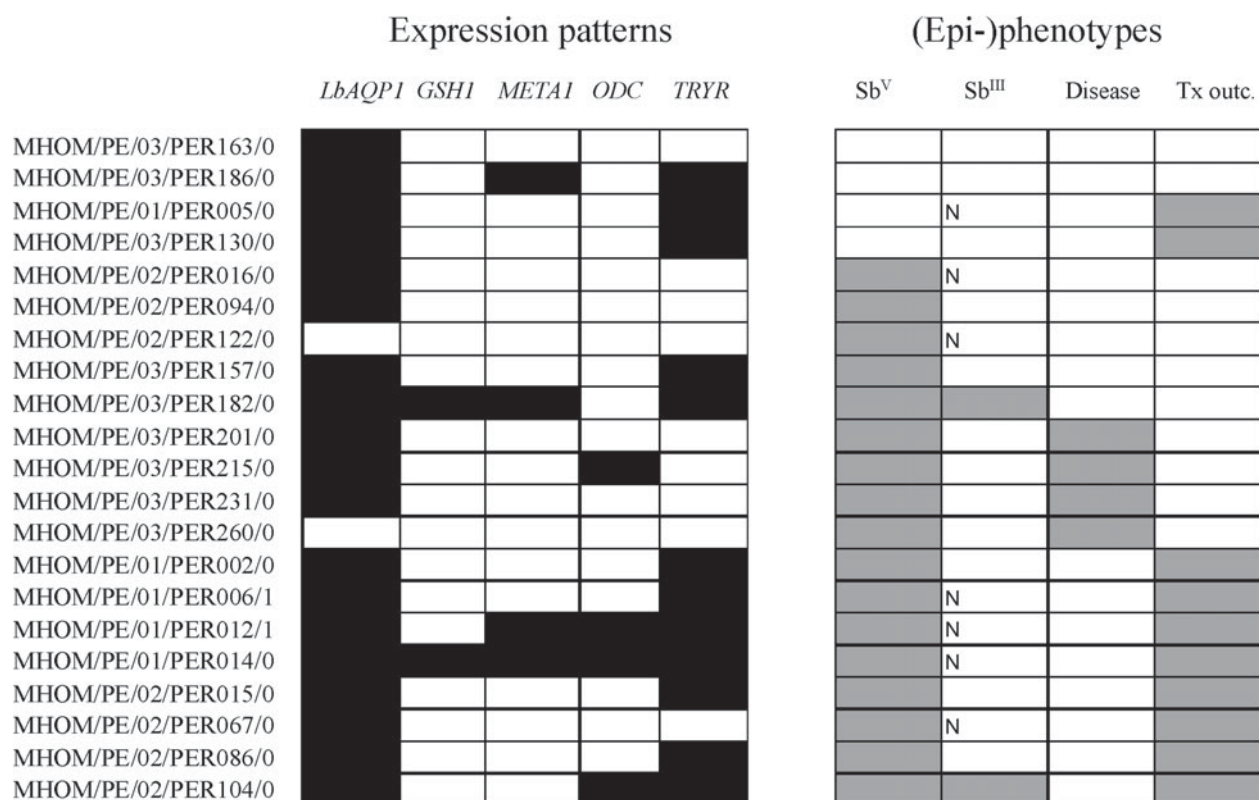 Expression patterns (Epi-)phenotypes
LbAQP1 GSH1 META1 ODC TRYR Sbⱽ Sbᴵᴵᴵ Disease Tx outc.
MHOM/PE/03/PER163/0
MHOM/PE/03/PER186/0
MHOM/PE/01/PER005/0 N
MHOM/PE/03/PER130/0
MHOM/PE/02/PER016/0 N
MHOM/PE/02/PER094/0
MHOM/PE/02/PER122/0 N
MHOM/PE/03/PER157/0
MHOM/PE/03/PER182/0
MHOM/PE/03/PER201/0
MHOM/PE/03/PER215/0
MHOM/PE/03/PER231/0
MHOM/PE/03/PER260/0
MHOM/PE/01/PER002/0
MHOM/PE/01/PER006/1 N
MHOM/PE/01/PER012/1 N
MHOM/PE/01/PER014/0 N
MHOM/PE/02/PER015/0
MHOM/PE/02/PER067/0 N
MHOM/PE/02/PER086/0
MHOM/PE/02/PER104/0